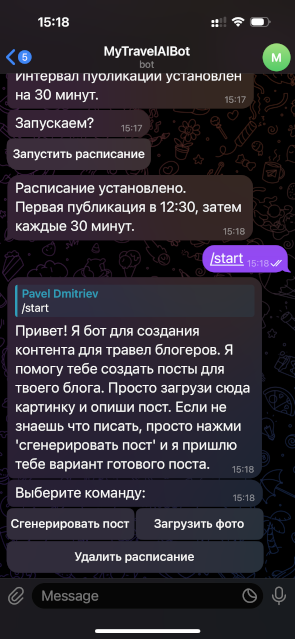 15:18
5
MyTravelAIBot
bot
M
Интервал публикации установлен
на 30 минут.
15:17
Запускаем?
15:17
Запустить расписание
Расписание установлено.
Первая публикация в 12:30, затем
каждые 30 минут.
15:18
/start 15:18
Pavel Dmitriev
/start
Привет! Я бот для создания
контента для травел блогеров. Я
помогу тебе создать посты для
твоего блога. Просто загрузи сюда
картинку и опиши пост. Если не
знаешь что писать, просто нажми
'сгенерировать пост' и я пришлю
тебе вариант готового поста.
15:18
Выберите команду:
15:18
Сгенерировать пост
Загрузить фото
Удалить расписание
Message